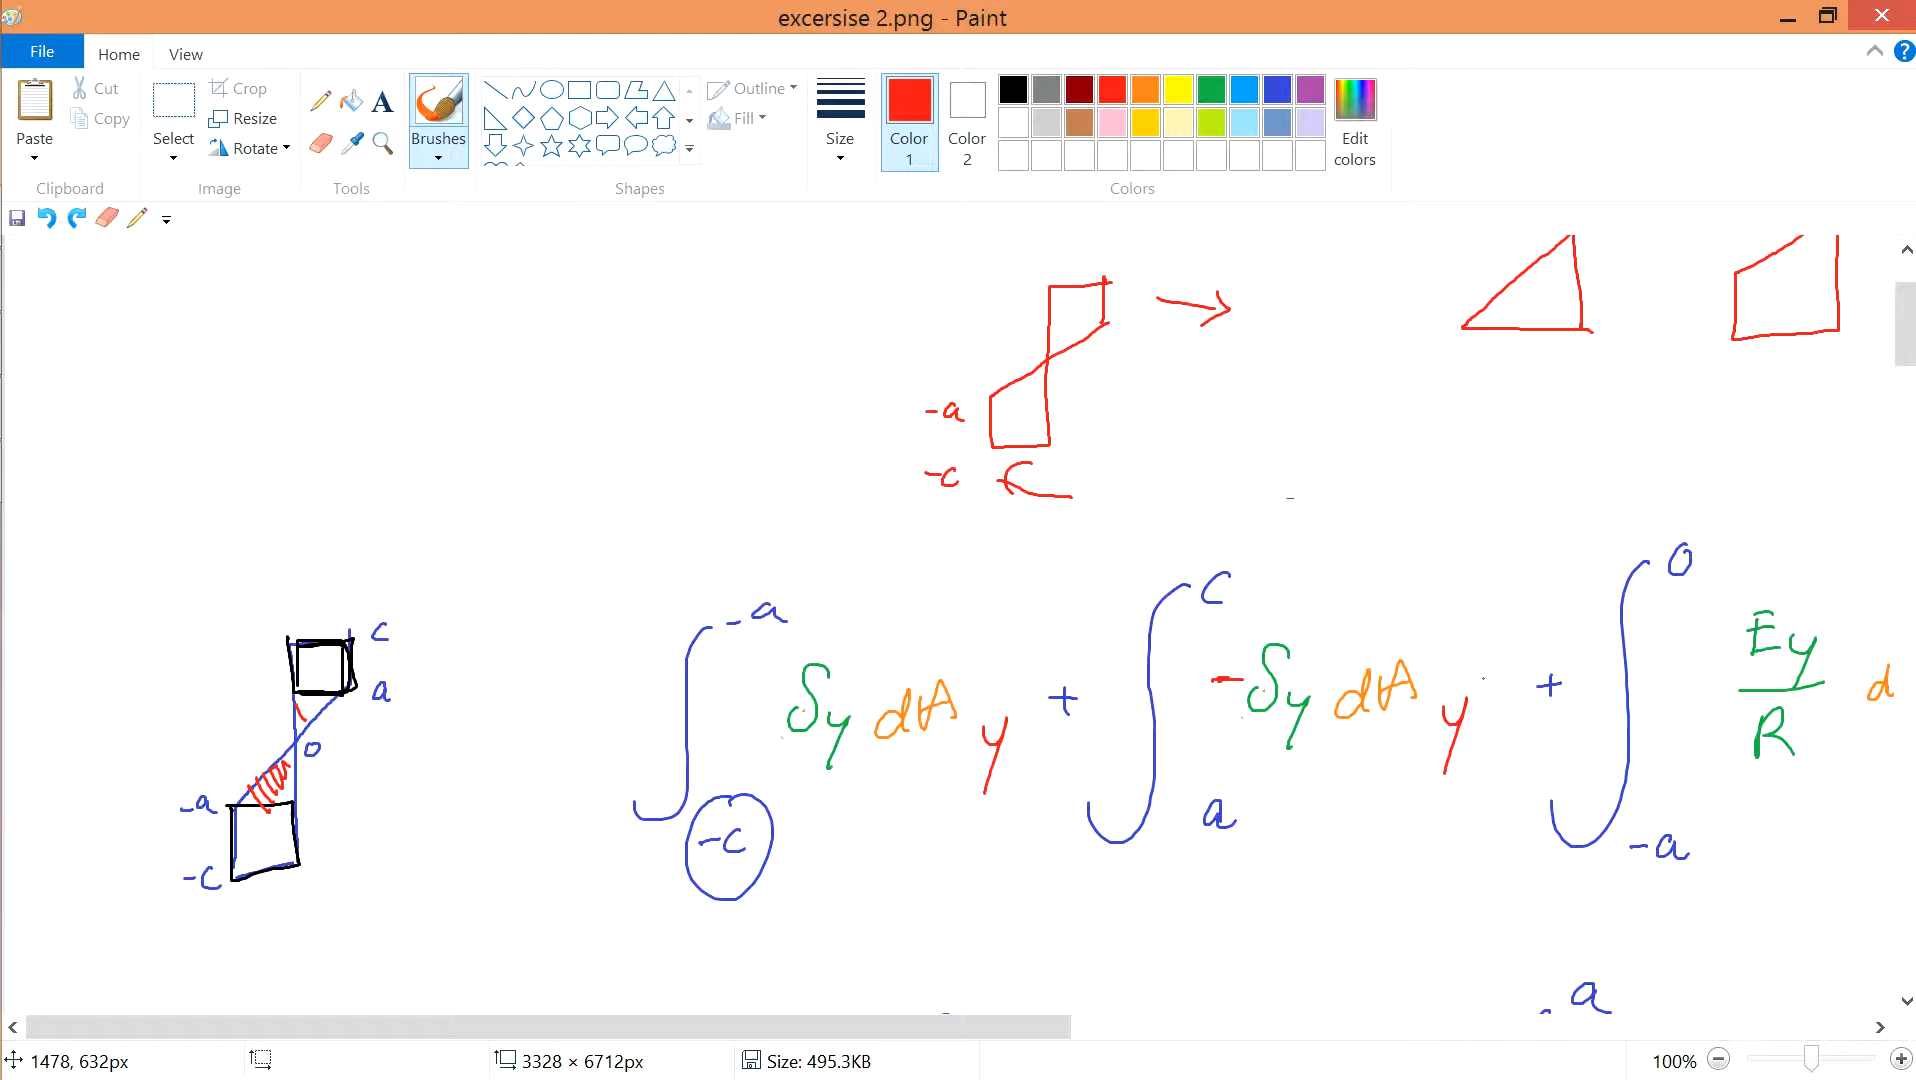 excersise 2.png - Paint
File Home View
Paste
Cut
Copy
Clipboard
Select
Crop
Resize
Rotate
Image
A
Tools
Brushes
Shapes
Outline
Fill
Size
Color 1
Color 2
Colors
Edit colors
-a
-c
c
a
o
-a
-c
-a
δy dA y
-c
+
c
-δy dA y
a
+
0
Ey
R
d
-a
a
1478, 632px
3328 × 6712px
Size: 495.3KB
100%